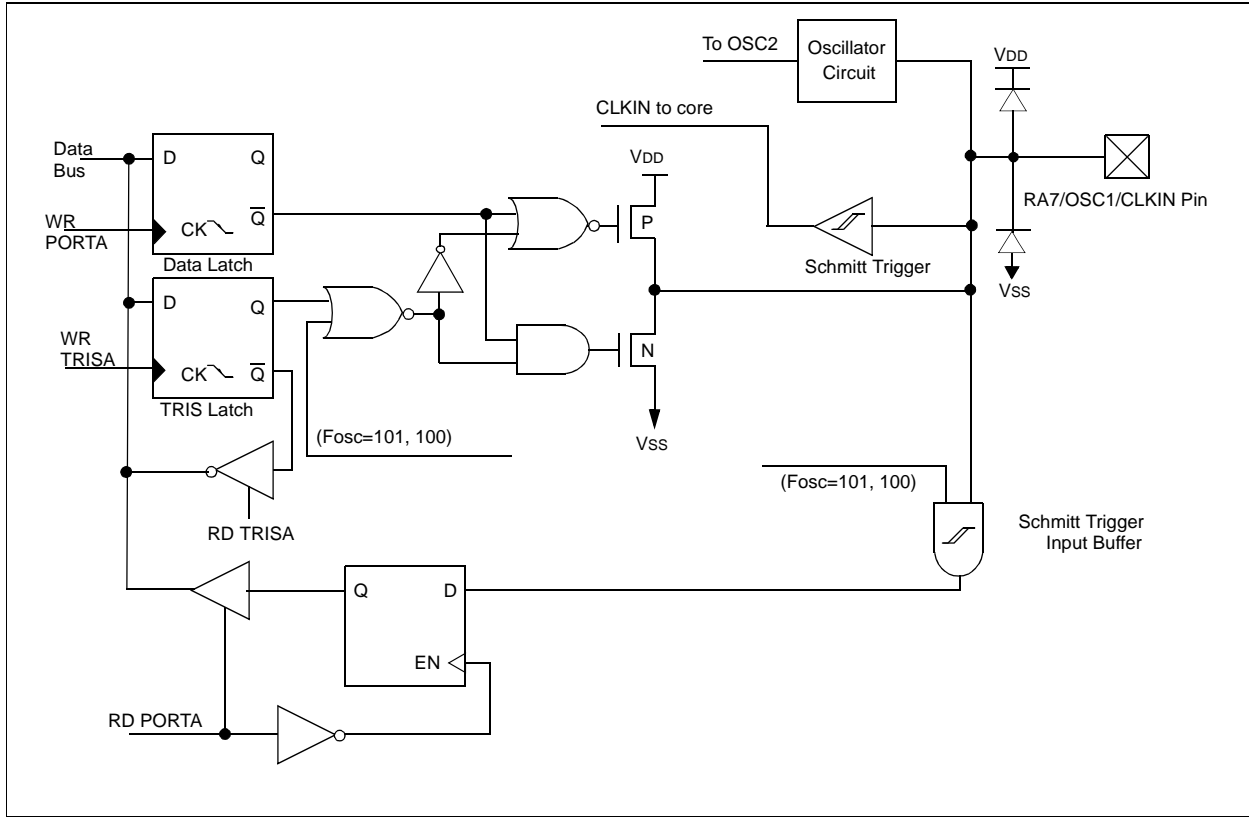 To OSC2
Oscillator
Circuit
VDD
CLKIN to core
Data
Bus
D
Q
VDD
RA7/OSC1/CLKIN Pin
WR
PORTA
CK
Q
P
Data Latch
Schmitt Trigger
VSS
D
Q
WR
TRISA
CK
Q
N
TRIS Latch
(Fosc=101, 100)
VSS
(Fosc=101, 100)
RD TRISA
Schmitt Trigger
Input Buffer
Q
D
EN
RD PORTA